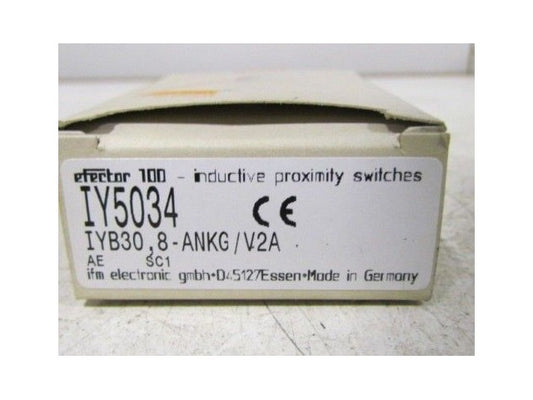 efector 100 - inductive proximity switches
IY5034 CE
IYB30,8-ANKG/V2A
AE SC1
ifm electronic gmbh•D-45127Essen•Made in Germany